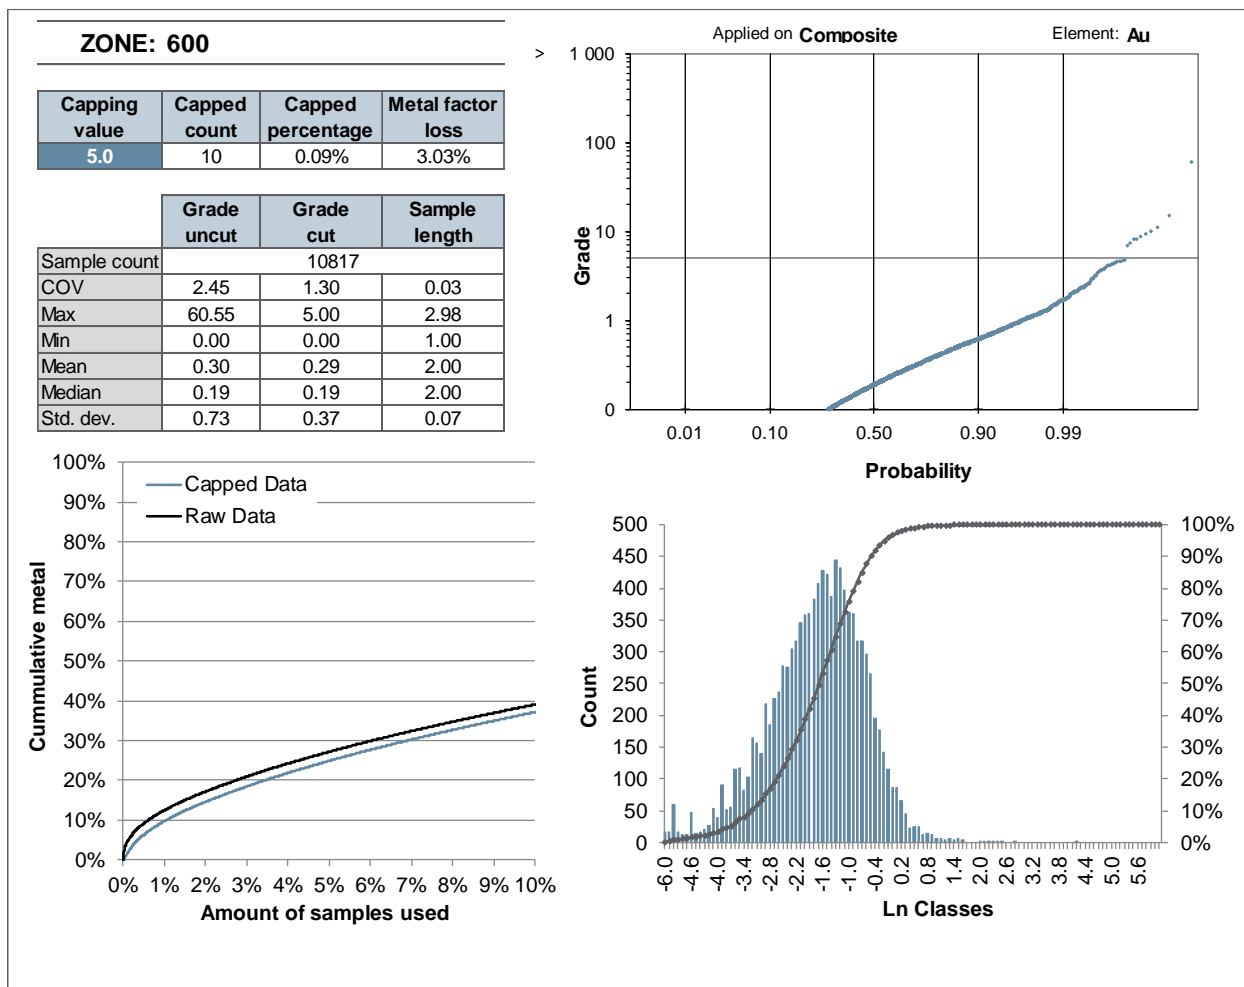 ZONE: 600
>
Applied on Composite
Element: Au
Capping value
Capped count
Capped percentage
Metal factor loss
5.0 10 0.09% 3.03%
Grade uncut
Grade cut
Sample length
Sample count 10817
COV 2.45 1.30 0.03
Max 60.55 5.00 2.98
Min 0.00 0.00 1.00
Mean 0.30 0.29 2.00
Median 0.19 0.19 2.00
Std. dev. 0.73 0.37 0.07
1 000
100
10
1
0
Grade
0.01 0.10 0.50 0.90 0.99
Probability
100%
90%
80%
70%
60%
50%
40%
30%
20%
10%
0%
Cummulative metal
Capped Data
Raw Data
0% 1% 2% 3% 4% 5% 6% 7% 8% 9% 10%
Amount of samples used
500
450
400
350
300
250
200
150
100
50
0
Count
100%
90%
80%
70%
60%
50%
40%
30%
20%
10%
0%
-6.0 -5.2 -4.6 -4.0 -3.4 -2.8 -2.2 -1.6 -1.0 -0.4 0.2 0.8 1.4 2.0 2.6 3.2 3.8 4.4 5.0 5.6
Ln Classes